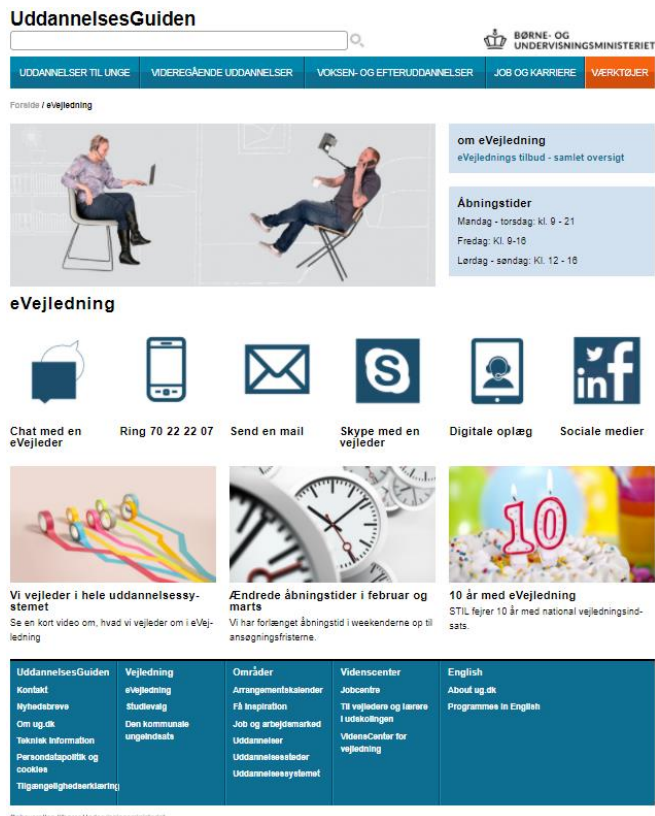 UddannelsesGuiden
BØRNE- OG
UNDERVISNINGSMINISTERIET
UDDANNELSER TIL UNGE
VIDEREGÅENDE UDDANNELSER
VOKSEN- OG EFTERUDDANNELSER
JOB OG KARRIERE
VÆRKTØJER
Forside / eVejledning
om eVejledning
eVejlednings tilbud - samlet oversigt
Åbningstider
Mandag - torsdag: kl. 9 - 21
Fredag: Kl. 9-16
Lørdag - søndag: Kl. 12 - 16
eVejledning
Chat med en
eVejleder
Ring 70 22 22 07
Send en mail
Skype med en
vejleder
Digitale oplæg
Sociale medier
10
Vi vejleder i hele uddannelsessy-
stemet
Se en kort video om, hvad vi vejleder om i eVej-
ledning
Ændrede åbningstider i februar og
marts
Vi har forlænget åbningstid i weekenderne op til
ansøgningsfristerne.
10 år med eVejledning
STIL fejrer 10 år med national vejledningsind-
sats.
UddannelsesGuiden
Kontakt
Nyhedsbreve
Om ug.dk
Teknisk information
Persondatapolitik og
cookies
Tilgængelighedserklæring
Vejledning
eVejledning
Studievalg
Den kommunale
ungeindsats
Områder
Arrangementskalender
Få inspiration
Job og arbejdsmarked
Uddannelser
Uddannelsessteder
Uddannelsessystemet
Videnscenter
Jobcentre
Til vejledere og lærere
i udskolingen
VidensCenter for
vejledning
English
About ug.dk
Programmes in English